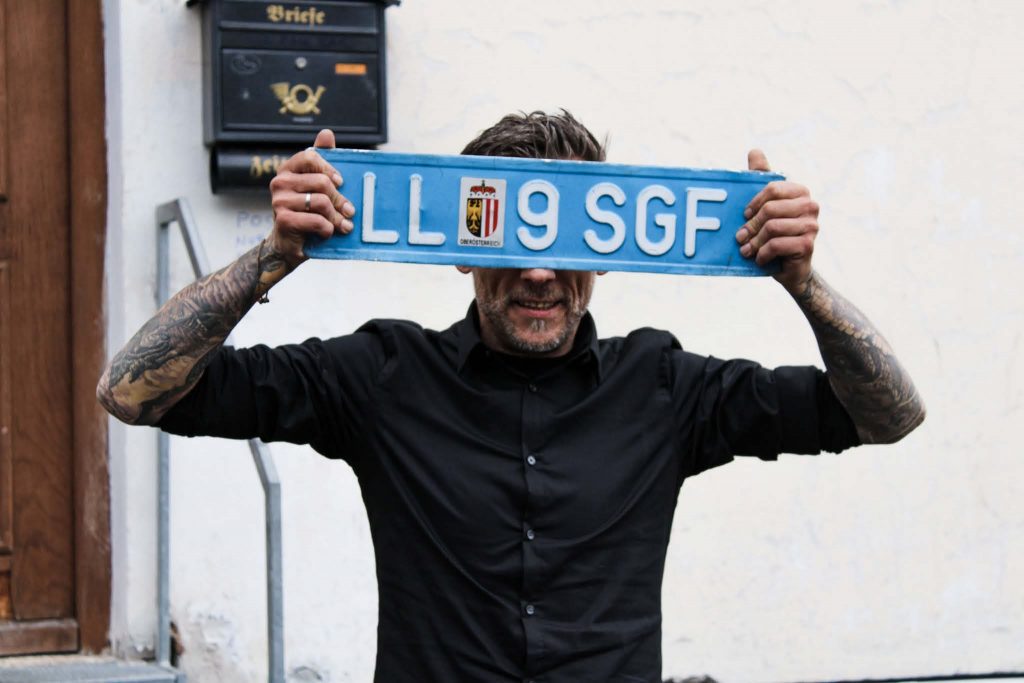 Briefe
LL 9 SGF
OBERÖSTERREICH